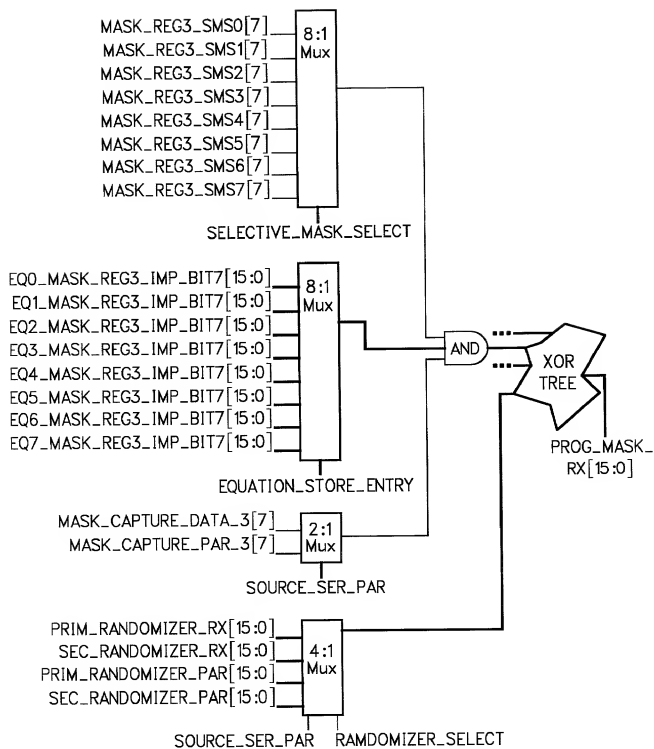 MASK_REG3_SMS0[7]
MASK_REG3_SMS1[7]
MASK_REG3_SMS2[7]
MASK_REG3_SMS3[7]
MASK_REG3_SMS4[7]
MASK_REG3_SMS5[7]
MASK_REG3_SMS6[7]
MASK_REG3_SMS7[7]
8:1
Mux
SELECTIVE_MASK_SELECT
EQ0_MASK_REG3_IMP_BIT7[15:0]
EQ1_MASK_REG3_IMP_BIT7[15:0]
EQ2_MASK_REG3_IMP_BIT7[15:0]
EQ3_MASK_REG3_IMP_BIT7[15:0]
EQ4_MASK_REG3_IMP_BIT7[15:0]
EQ5_MASK_REG3_IMP_BIT7[15:0]
EQ6_MASK_REG3_IMP_BIT7[15:0]
EQ7_MASK_REG3_IMP_BIT7[15:0]
8:1
Mux
EQUATION_STORE_ENTRY
AND
XOR
TREE
PROG_MASK_
RX[15:0]
MASK_CAPTURE_DATA_3[7]
MASK_CAPTURE_PAR_3[7]
2:1
Mux
SOURCE_SER_PAR
PRIM_RANDOMIZER_RX[15:0]
SEC_RANDOMIZER_RX[15:0]
PRIM_RANDOMIZER_PAR[15:0]
SEC_RANDOMIZER_PAR[15:0]
4:1
Mux
SOURCE_SER_PAR RAMDOMIZER_SELECT